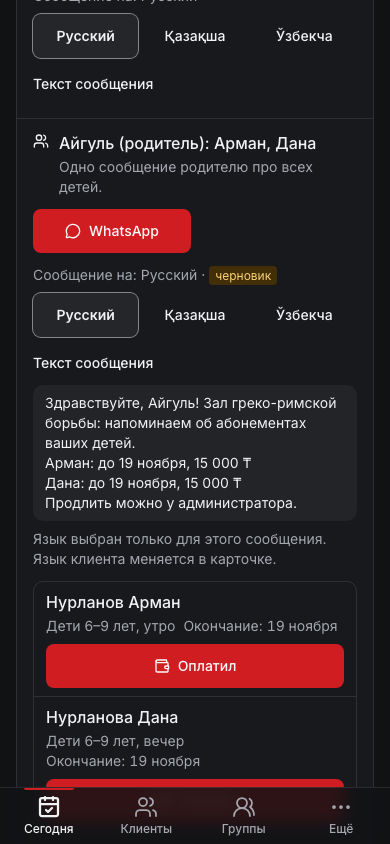 Сообщение на: Русский
Русский Қазақша Ўзбекча
Текст сообщения
Айгуль (родитель): Арман, Дана
Одно сообщение родителю про всех
детей.
WhatsApp
Сообщение на: Русский · черновик
Русский Қазақша Ўзбекча
Текст сообщения
Здравствуйте, Айгуль! Зал греко-римской
борьбы: напоминаем об абонементах
ваших детей.
Арман: до 19 ноября, 15 000 ₸
Дана: до 19 ноября, 15 000 ₸
Продлить можно у администратора.
Язык выбран только для этого сообщения.
Язык клиента меняется в карточке.
Нурланов Арман
Дети 6–9 лет, утро Окончание: 19 ноября
Оплатил
Нурланова Дана
Дети 6–9 лет, вечер
Окончание: 19 ноября
Сегодня Клиенты Группы Ещё